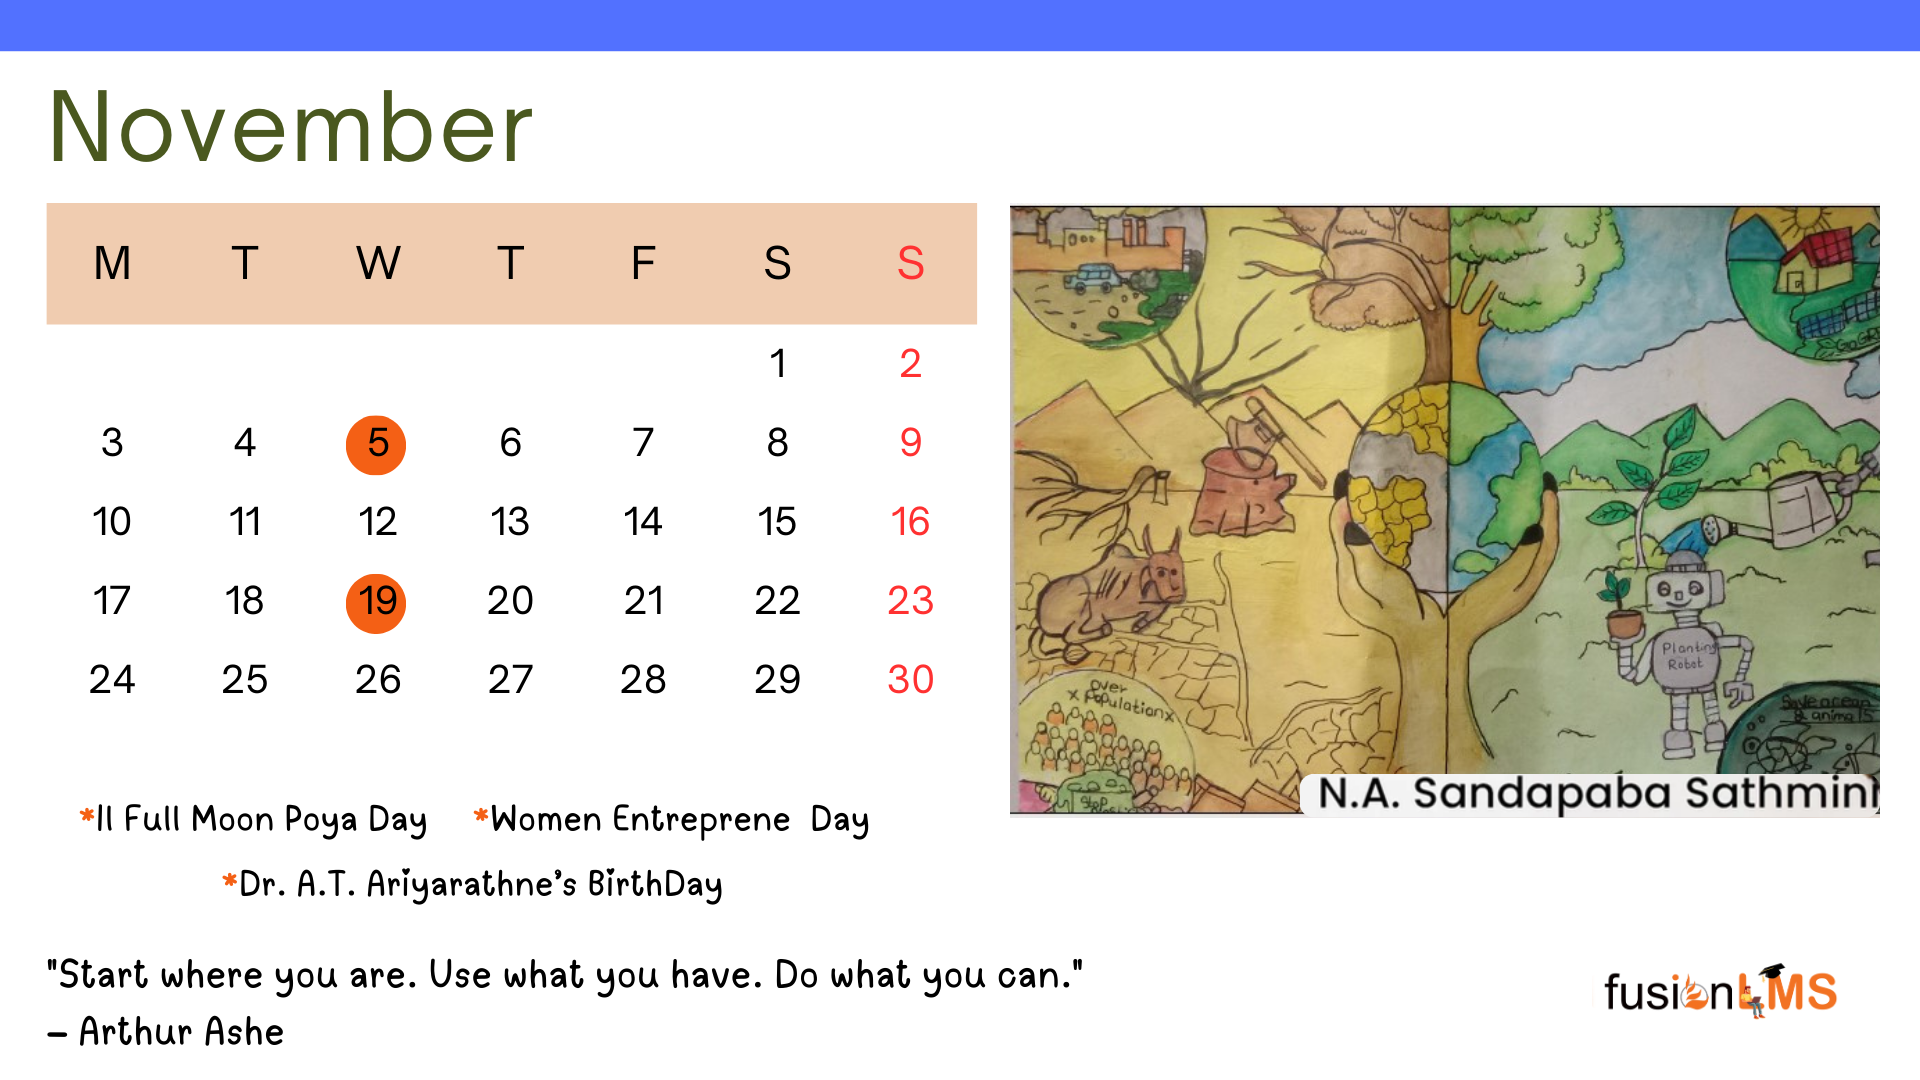 November
M T W T F S S
1 2
3 4 5 6 7 8 9
10 11 12 13 14 15 16
17 18 19 20 21 22 23
24 25 26 27 28 29 30
*Il Full Moon Poya Day *Women Entreprene Day
*Dr. A.T. Ariyarathne's BirthDay
"Start where you are. Use what you have. Do what you can."
– Arthur Ashe
over
x populationx
Stop
Planting
Robot
Save ocean
& animals
N.A. Sandapaba Sathmini
fusionLMS